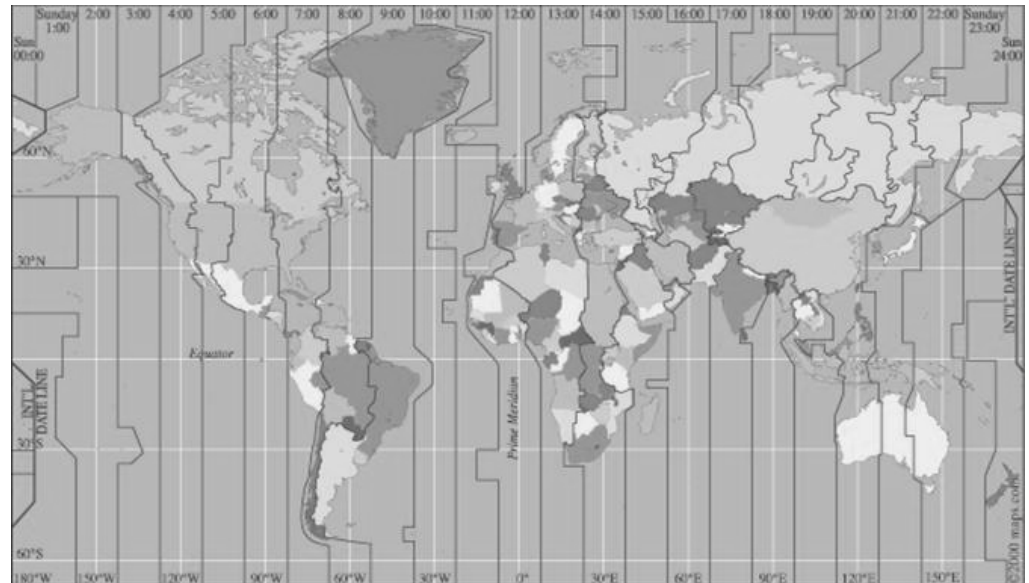 Sunday 2:00 3:00 4:00 5:00 6:00 7:00 8:00 9:00 10:00 11:00 12:00 13:00 14:00 15:00 16:00 17:00 18:00 19:00 20:00 21:00 22:00 Sunday
1:00 23:00
Sun Sun
00:00 24:00
60°N
30°N
INT'L DATE LINE
Equator
Prime Meridian
INT'L
DATE LINE
30°S
©2000 maps.com
60°S
180°W 150°W 120°W 90°W 60°W 30°W 0° 30°E 60°E 90°E 120°E 150°E